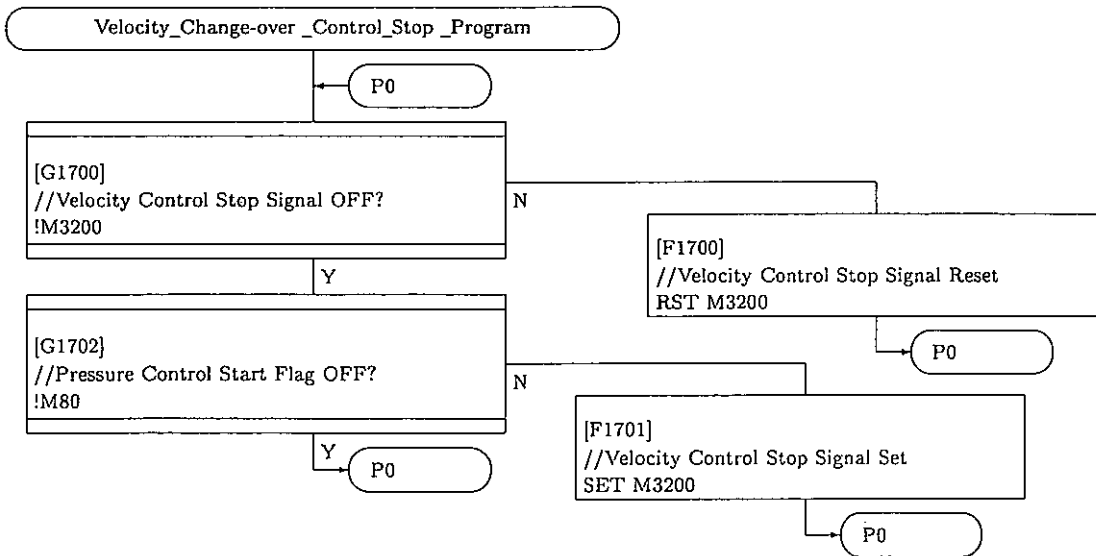 Velocity_Change-over _Control_Stop _Program
P0
[G1700]
//Velocity Control Stop Signal OFF?
!M3200
N
Y
[F1700]
//Velocity Control Stop Signal Reset
RST M3200
P0
[G1702}
//Pressure Control Start Flag OFF?
!M80
N
Y
P0
[F1701]
//Velocity Control Stop Signal Set
SET M3200
P0